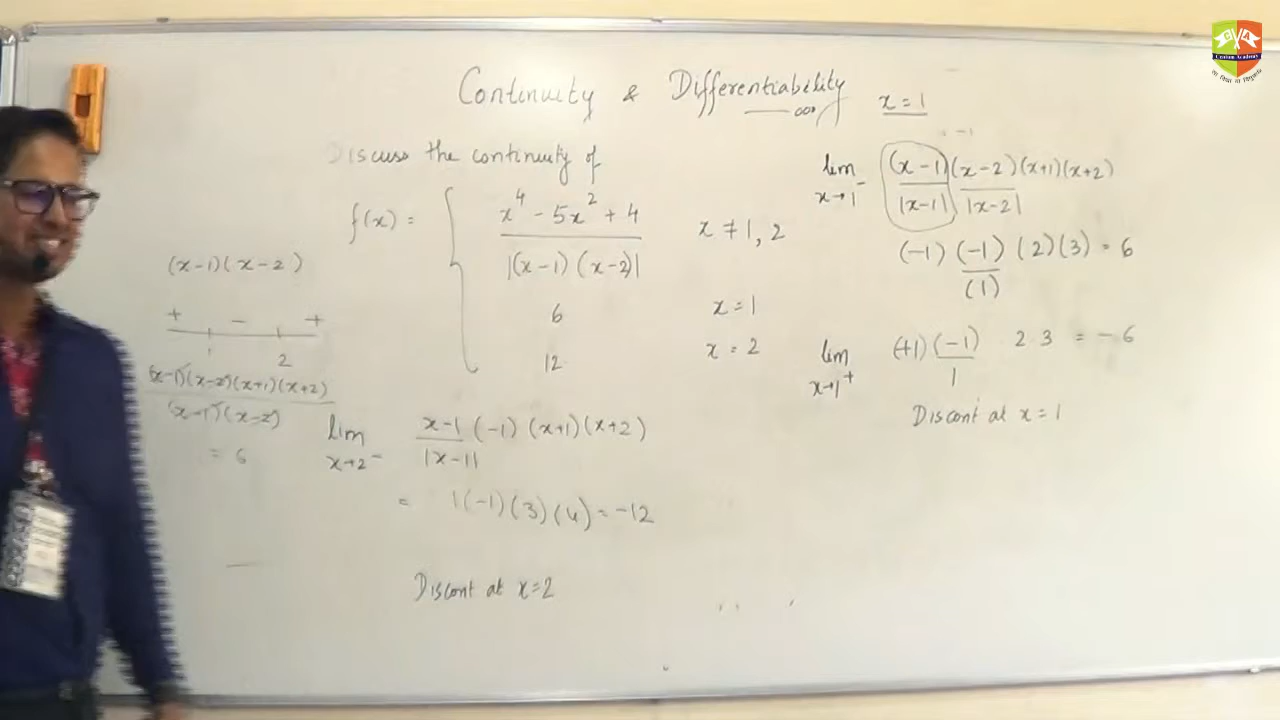 Continuity & Differentiability
Discuss the continuity of
f(x) = { x⁴ - 5x² + 4 / |(x-1)(x-2)| x ≠ 1, 2
6 x = 1
12 x = 2
(x-1)(x-2)
+ - +
1 2
(x-1)(x-2)(x+1)(x+2) / (x-1)(x-2)
= 6
lim x→2⁻ x-1 / |x-1| (-1) (x+1)(x+2)
= 1(-1)(3)(4) = -12
Discont at x=2
x = 1
-1
lim x→1⁻ (x-1)(x-2)(x+1)(x+2) / |x-1| |x-2|
(-1) (-1)/(1) (2)(3) = 6
lim x→1⁺ (+1) (-1)/1 2·3 = -6
Discont at x=1